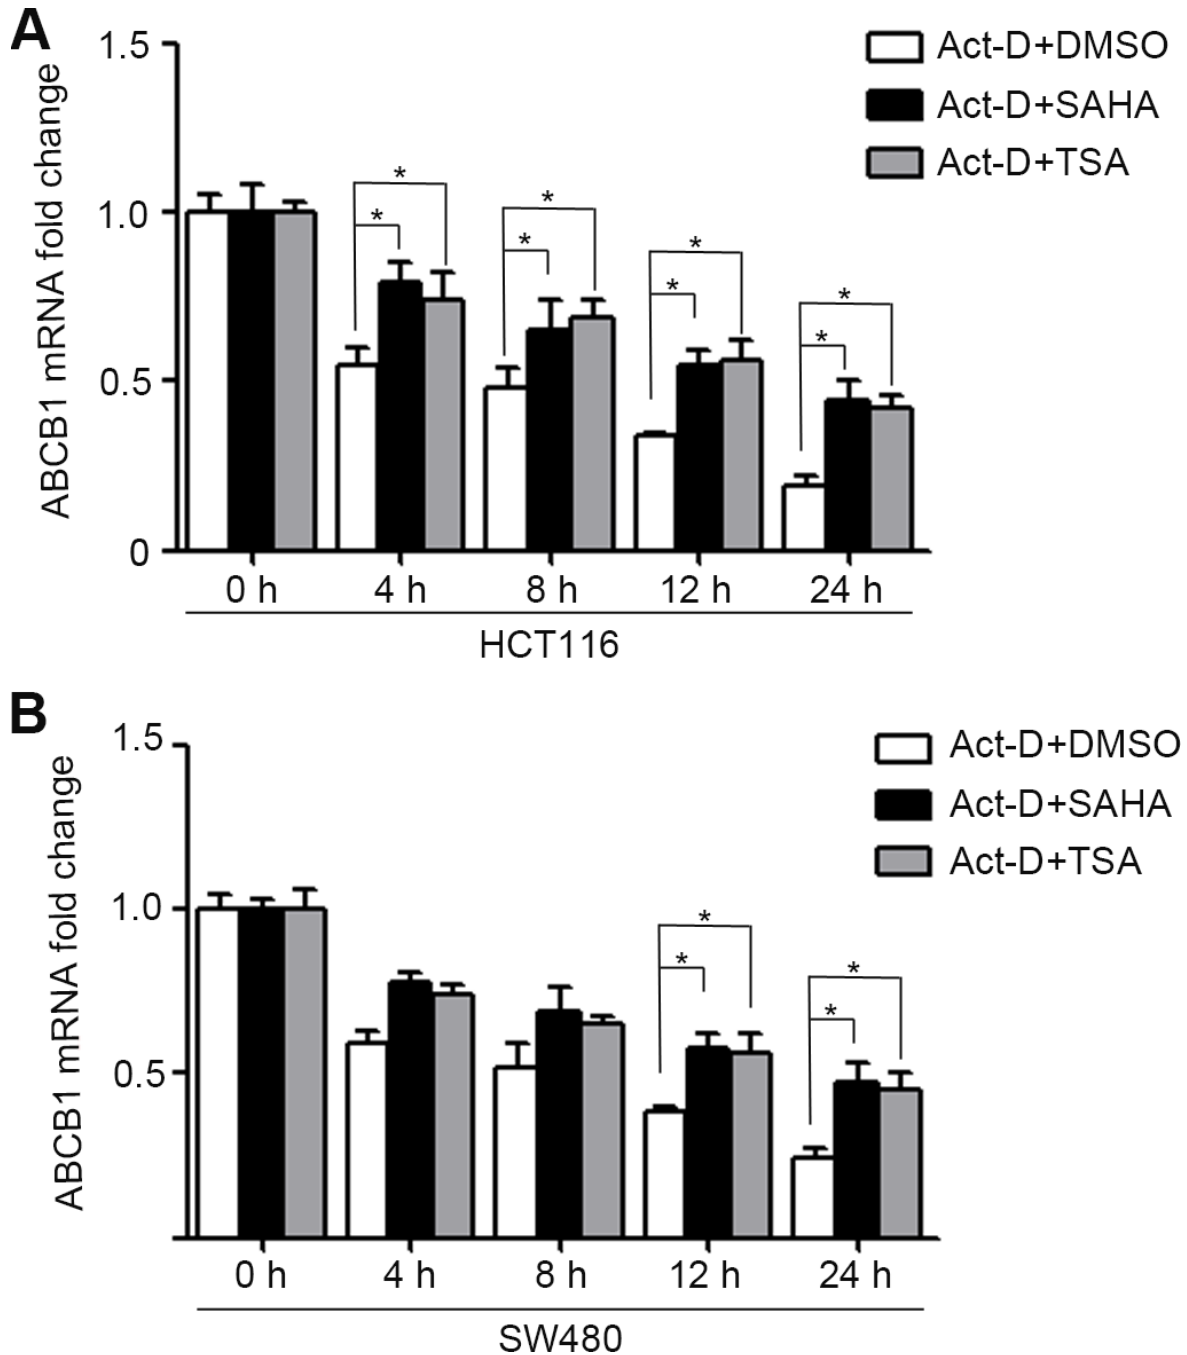 A
ABCB1 mRNA fold change
1.5
1.0
0.5
0
Act-D+DMSO
Act-D+SAHA
Act-D+TSA
* *
* *
* *
* *
0 h 4 h 8 h 12 h 24 h
HCT116
B
ABCB1 mRNA fold change
1.5
1.0
0.5
Act-D+DMSO
Act-D+SAHA
Act-D+TSA
* *
* *
0 h 4 h 8 h 12 h 24 h
SW480